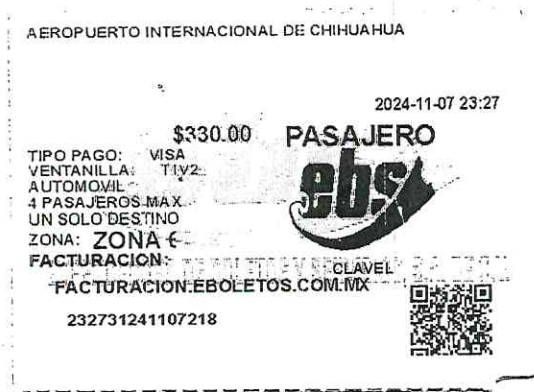 AEROPUERTO INTERNACIONAL DE CHIHUAHUA
2024-11-07 23:27
$330.00 PASAJERO
TIPO PAGO: VISA
VENTANILLA: T1V2
AUTOMOVIL
4 PASAJEROS MAX
UN SOLO DESTINO
ZONA: ZONA
ebs
FACTURACION:
CLAVEL
FACTURACION.EBOLETOS.COM.MX
232731241107218